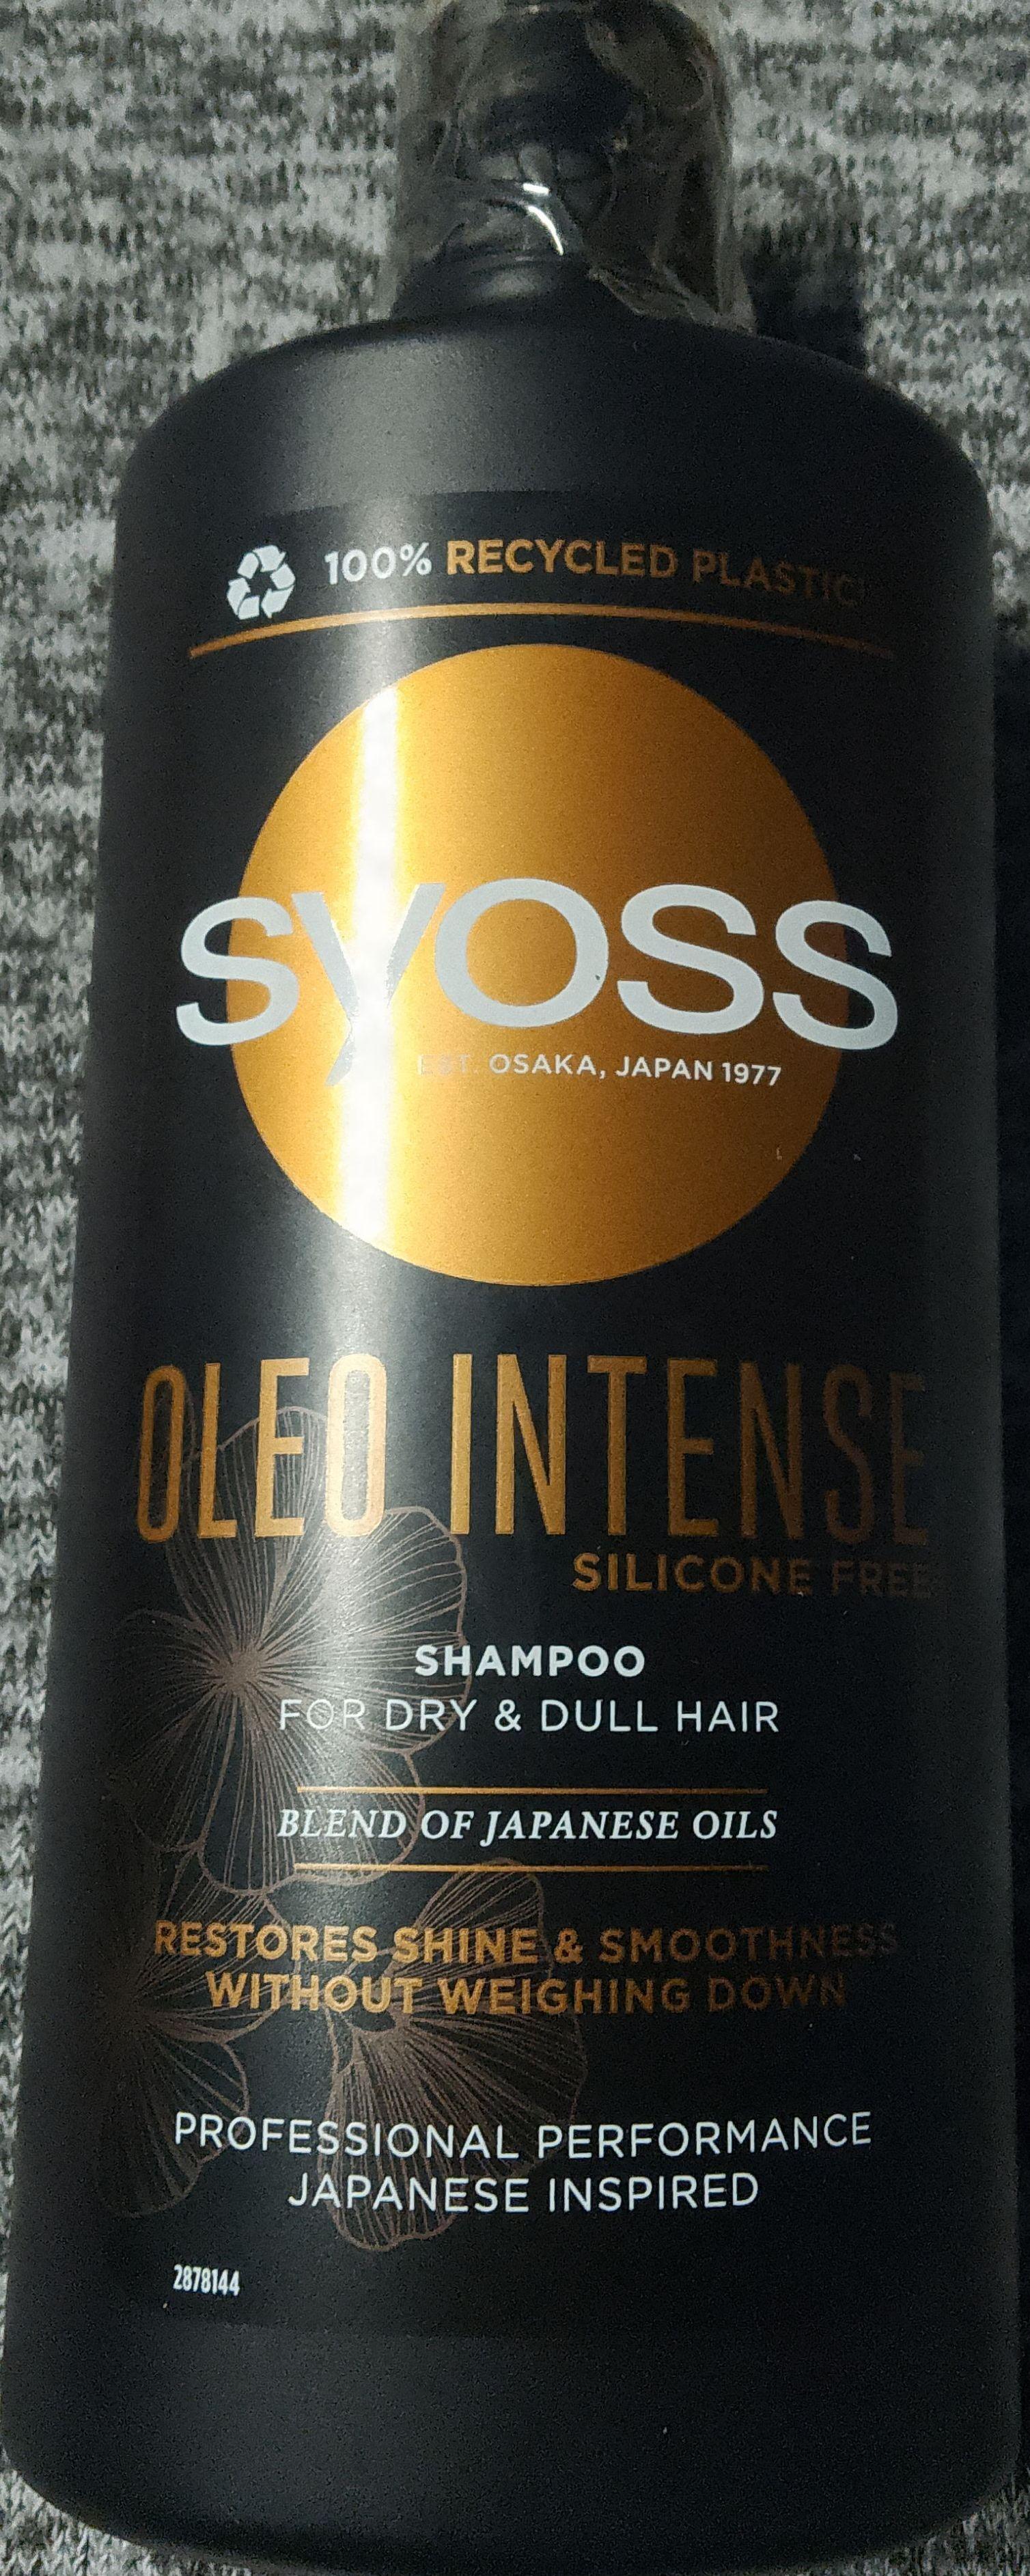 100% RECYCLED PLASTIC
syoss
EST. OSAKA, JAPAN 1977
OLEO INTENSE
SILICONE FREE
SHAMPOO
FOR DRY & DULL HAIR
BLEND OF JAPANESE OILS
RESTORES SHINE & SMOOTHNESS
WITHOUT WEIGHING DOWN
PROFESSIONAL PERFORMANCE
JAPANESE INSPIRED
2878144